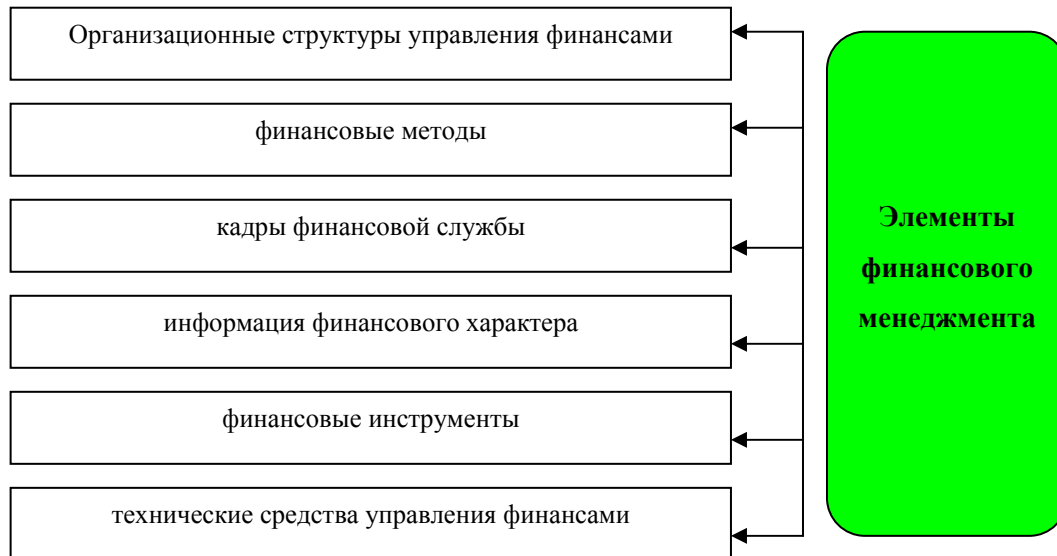 Организационные структуры управления финансами
финансовые методы
кадры финансовой службы
информация финансового характера
финансовые инструменты
технические средства управления финансами
Элементы
финансового
менеджмента